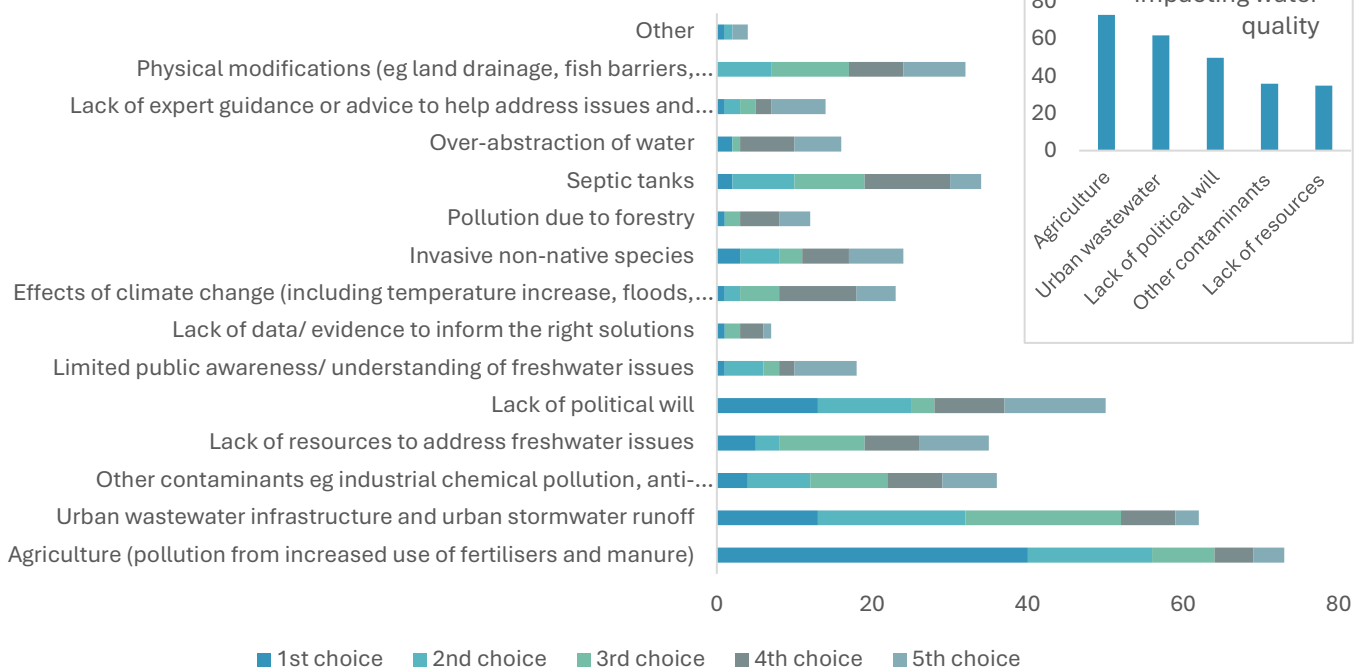 Other
Physical modifications (eg land drainage, fish barriers,...
Lack of expert guidance or advice to help address issues and...
Over-abstraction of water
Septic tanks
Pollution due to forestry
Invasive non-native species
Effects of climate change (including temperature increase, floods,...
Lack of data/ evidence to inform the right solutions
Limited public awareness/ understanding of freshwater issues
Lack of political will
Lack of resources to address freshwater issues
Other contaminants eg industrial chemical pollution, anti-...
Urban wastewater infrastructure and urban stormwater runoff
Agriculture (pollution from increased use of fertilisers and manure)
0 20 40 60 80
1st choice 2nd choice 3rd choice 4th choice 5th choice
impacting water
quality
80
60
40
20
0
Agriculture
Urban wastewater
Lack of political will
Other contaminants
Lack of resources